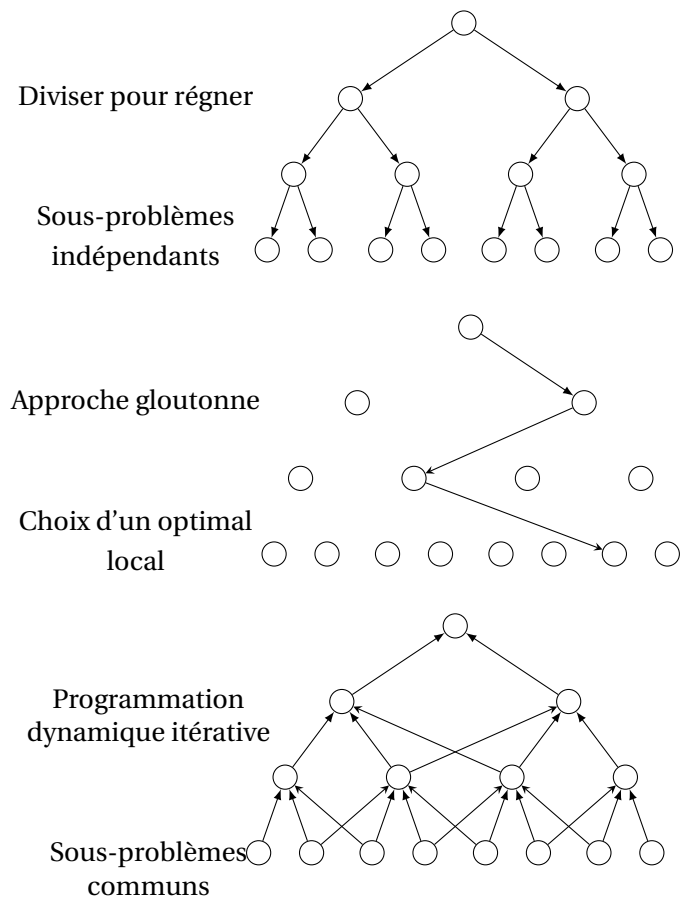 Diviser pour régner
Sous-problèmes
indépendants
Approche gloutonne
Choix d'un optimal
local
Programmation
dynamique itérative
Sous-problèmes
communs